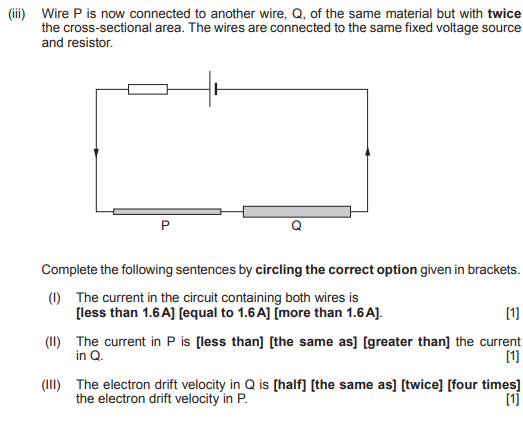 (iii) Wire P is now connected to another wire, Q, of the same material but with twice
the cross-sectional area. The wires are connected to the same fixed voltage source
and resistor.
P
Q
Complete the following sentences by circling the correct option given in brackets.
(I) The current in the circuit containing both wires is
[less than 1.6 A] [equal to 1.6 A] [more than 1.6 A]. [1]
(II) The current in P is [less than] [the same as] [greater than] the current
in Q. [1]
(III) The electron drift velocity in Q is [half] [the same as] [twice] [four times]
the electron drift velocity in P. [1]